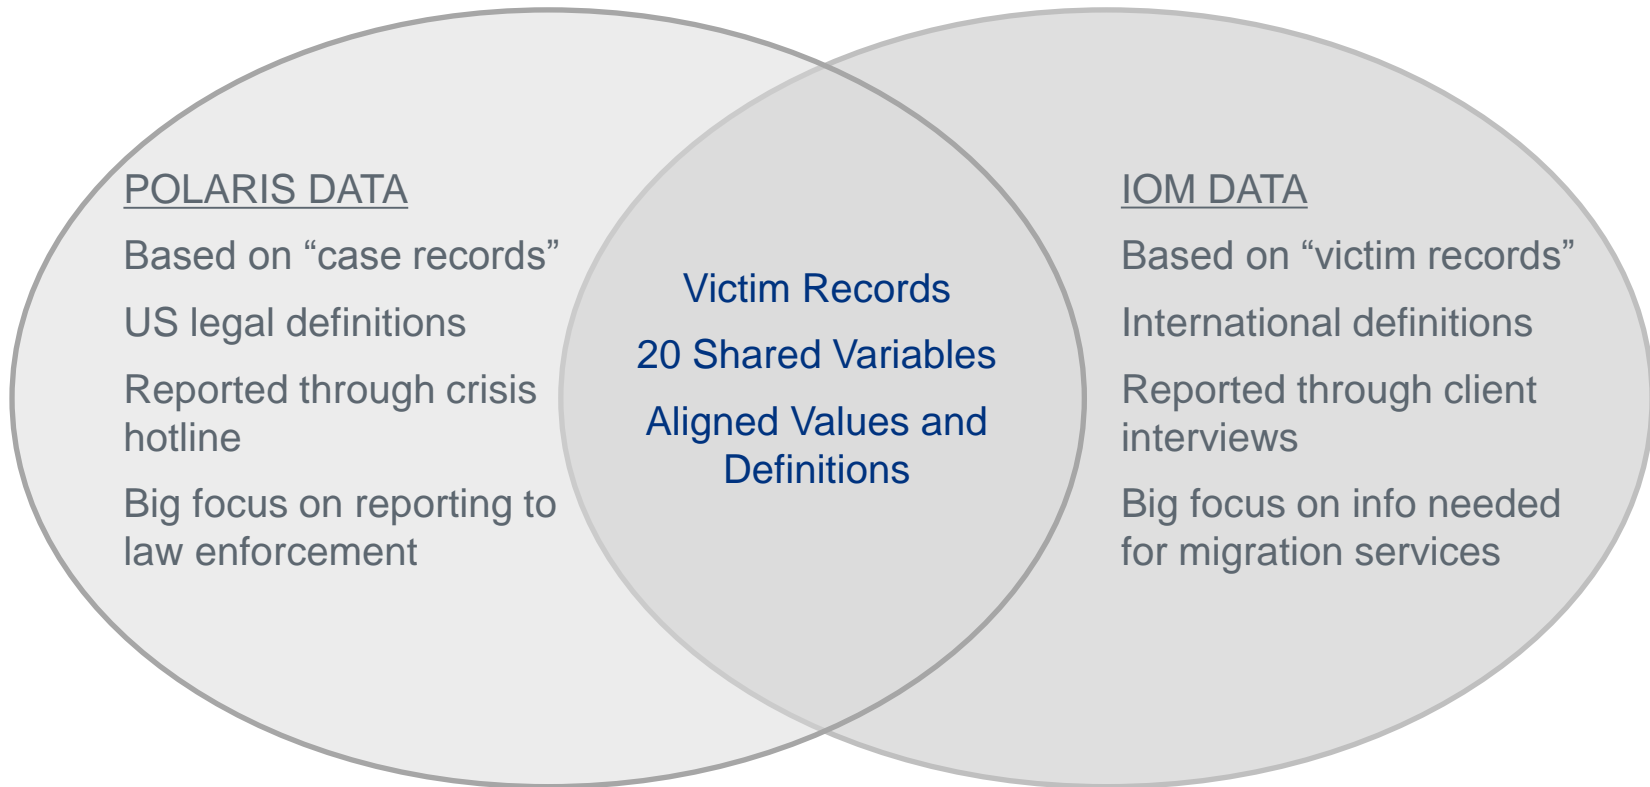 POLARIS DATA
Based on “case records”
US legal definitions
Reported through crisis
hotline
Big focus on reporting to
law enforcement
Victim Records
20 Shared Variables
Aligned Values and
Definitions
IOM DATA
Based on “victim records”
International definitions
Reported through client
interviews
Big focus on info needed
for migration services